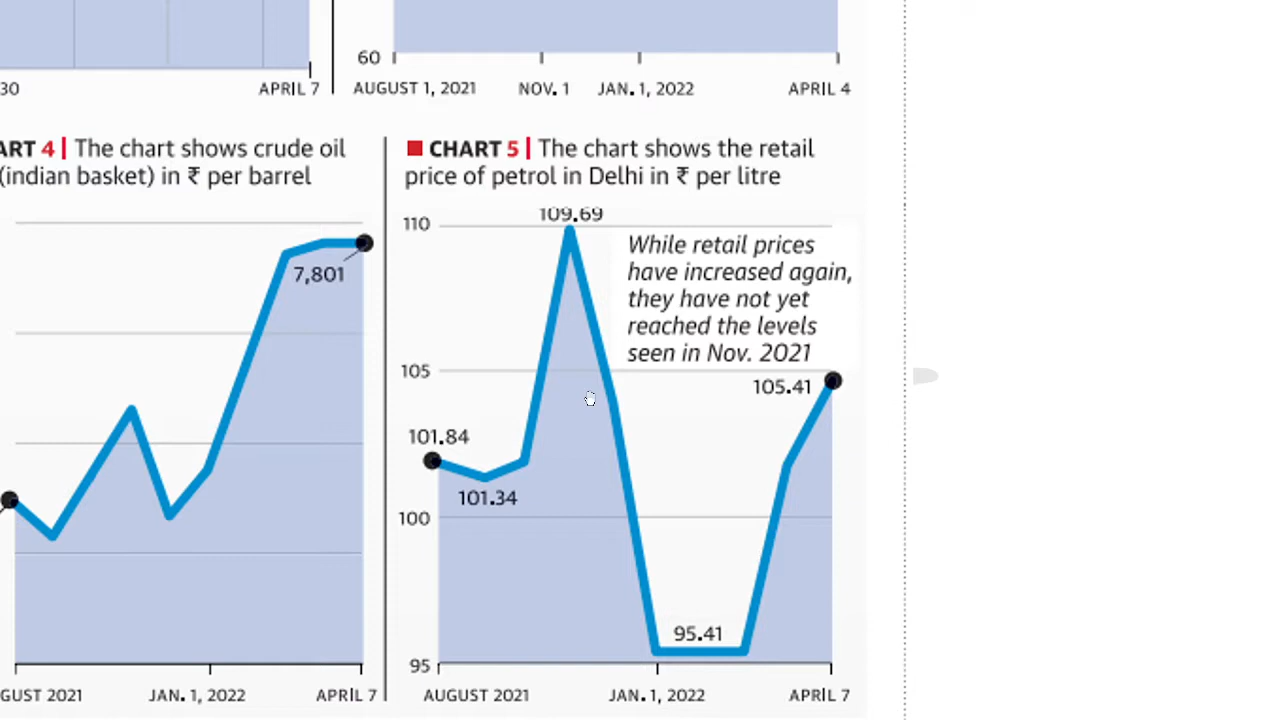 30
APRIL 7
60
AUGUST 1, 2021
NOV. 1
JAN. 1, 2022
APRIL 4
ART 4 | The chart shows crude oil
(indian basket) in ₹ per barrel
7,801
GUST 2021
JAN. 1, 2022
APRIL 7
CHART 5 | The chart shows the retail
price of petrol in Delhi in ₹ per litre
110
109.69
While retail prices
have increased again,
they have not yet
reached the levels
seen in Nov. 2021
105
105.41
101.84
101.34
100
95.41
95
AUGUST 2021
JAN. 1, 2022
APRIL 7